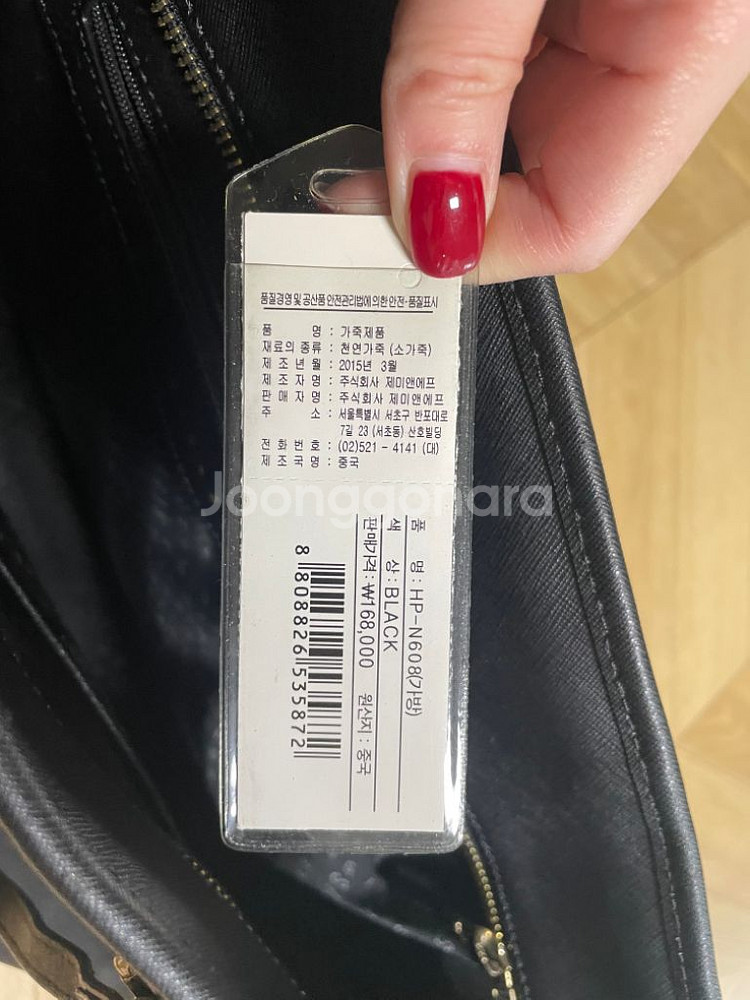 품질경영 및 공산품 안전관리법에 의한 안전·품질표시
품 명 : 가죽제품
재료의 종류 : 천연가죽 (소가죽)
제 조 년 월 : 2015년 3월
제 조 자 명 : 주식회사 제미앤에프
판 매 자 명 : 주식회사 제미앤에프
주 소 : 서울특별시 서초구 반포대로
7길 23 (서초동) 산호빌딩
전 화 번 호 : (02)521 - 4141 (대)
제 조 국 명 : 중국
Joonggonara
품 명 : HP-N608(가방)
색 상 : BLACK
판매가격 : ₩168,000 원산지 : 중국
8 808826 535872